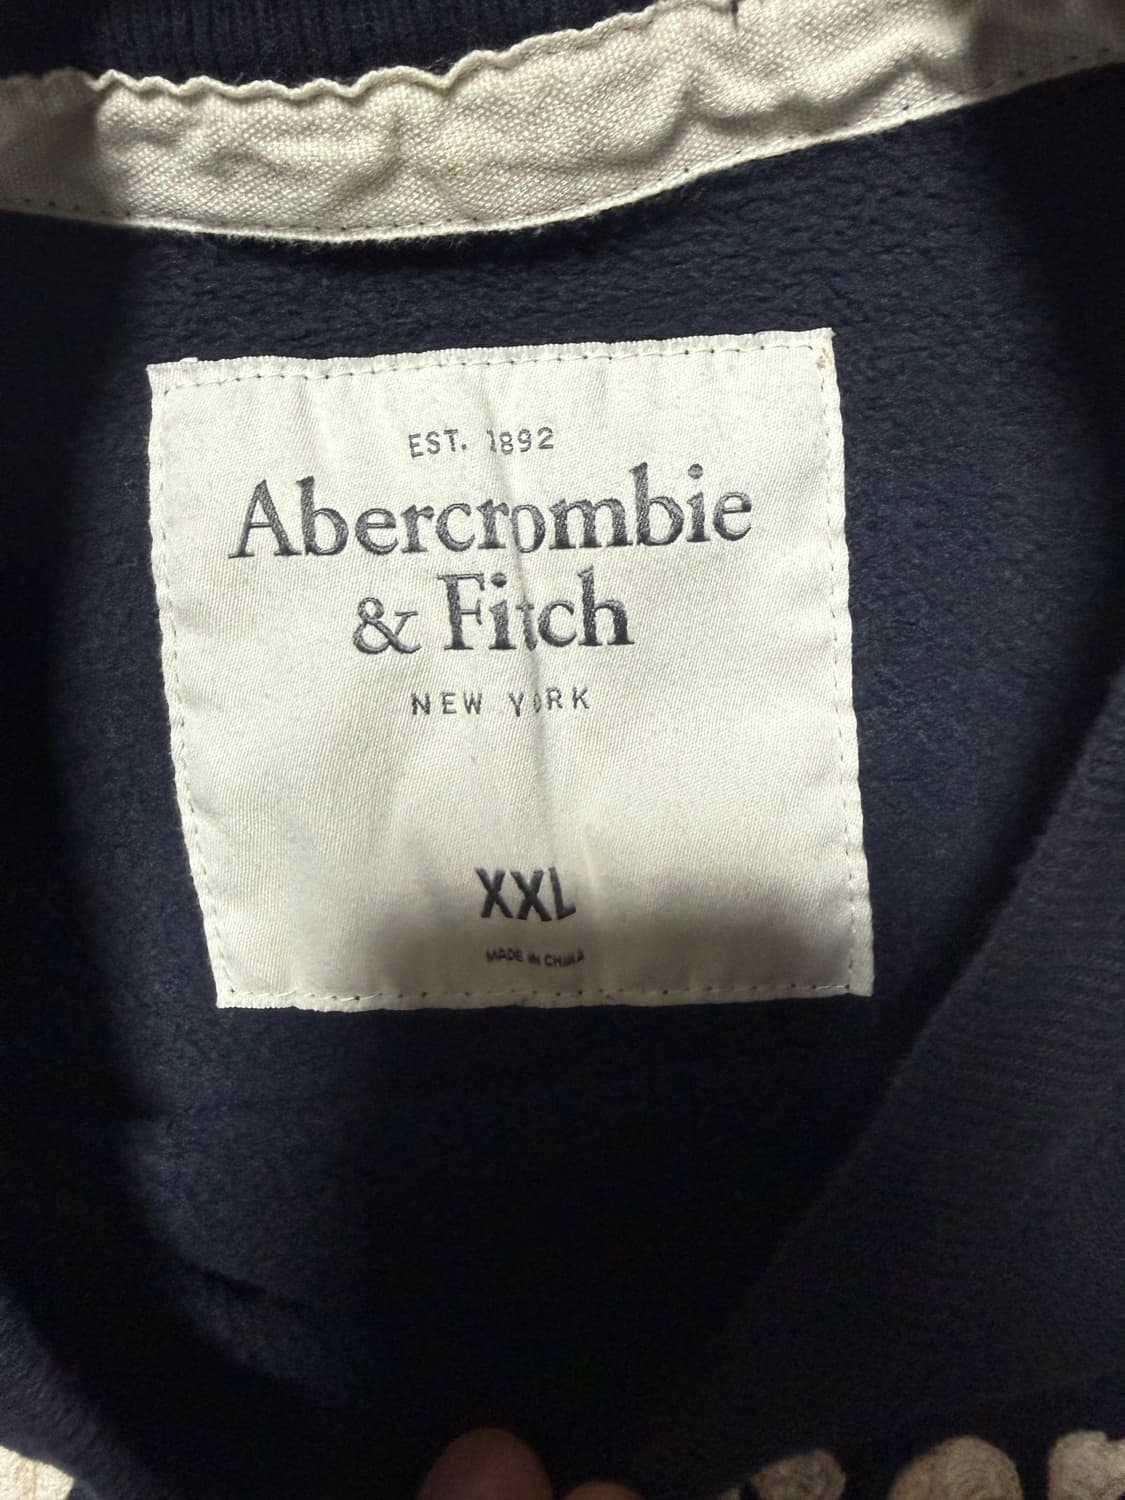 EST. 1892
Abercrombie
& Fitch
NEW YORK
XXL
MADE IN CHINA